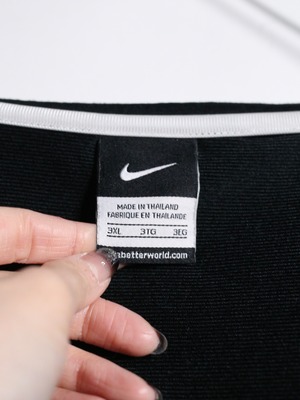 MADE IN THAILAND
FABRIQUE EN THAILANDE
3XL 3TG 3EG
betterworld.com